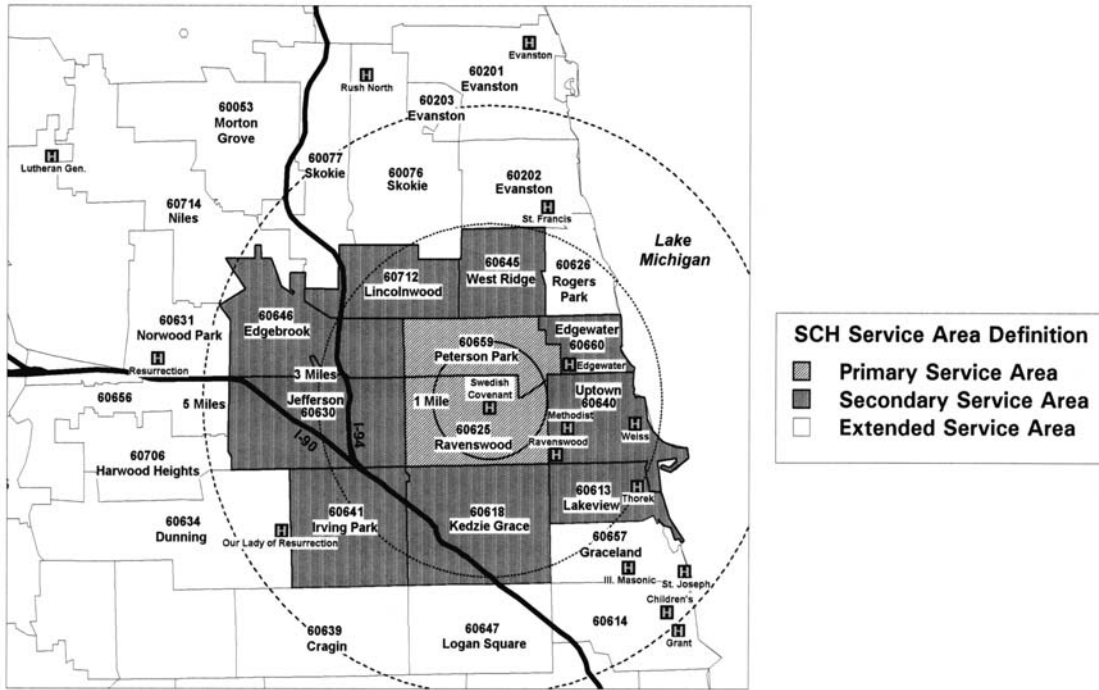 Evanston
60201
Evanston
Rush North
60203
Evanston
60053
Morton
Grove
60077
Skokie
60076
Skokie
Lutheran Gen.
60202
Evanston
St. Francis
60714
Niles
Lake
Michigan
60645
West Ridge
60626
Rogers
Park
60712
Lincolnwood
60646
Edgebrook
60631
Norwood Park
Resurrection
60659
Peterson Park
Edgewater
60660
Edgewater
3 Miles
Swedish
Covenant
Jefferson
60630
1 Mile
Uptown
60640
60656
5 Miles
Methodist
Weiss
60625
Ravenswood
Ravenswood
I-90
I-94
60706
Harwood Heights
60613
Lakeview
Thorek
60641
Irving Park
60618
Kedzie Grace
60634
Dunning
Our Lady of Resurrection
60657
Graceland
Ill. Masonic
St. Joseph
Children's
60614
Grant
60639
Cragin
60647
Logan Square
SCH Service Area Definition
Primary Service Area
Secondary Service Area
Extended Service Area